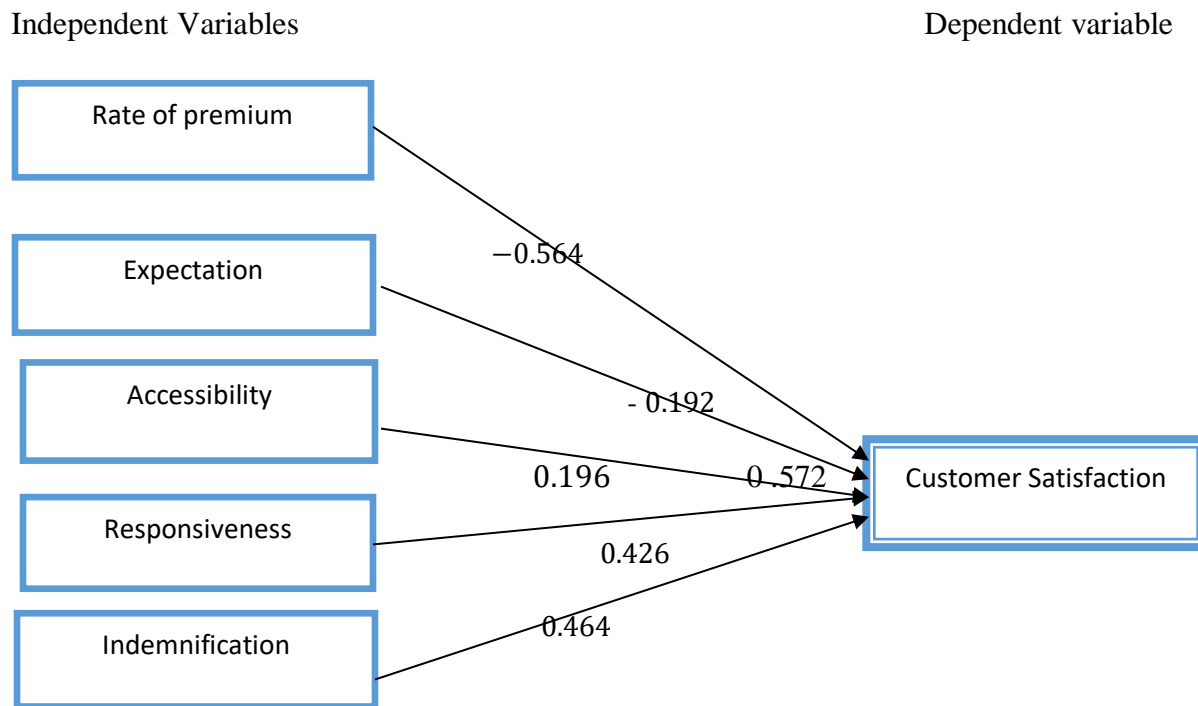 Independent Variables
Dependent variable
Rate of premium
−0.564
Expectation
- 0.192
Accessibility
0.196
0 .572
Customer Satisfaction
Responsiveness
0.426
0.464
Indemnification